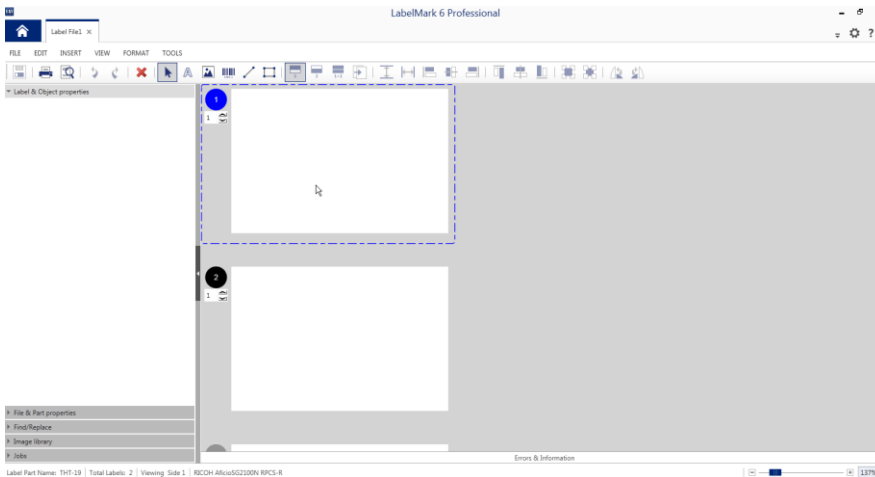 LabelMark 6 Professional
Label File1 ×
FILE EDIT INSERT VIEW FORMAT TOOLS
Label & Object properties
1
1
2
1
File & Part properties
Find/Replace
Image library
Jobs
Errors & Information
Label Part Name: THT-19 | Total Labels: 2 | Viewing Side 1 | RICOH AficioSG2100N RPCS-R
137%